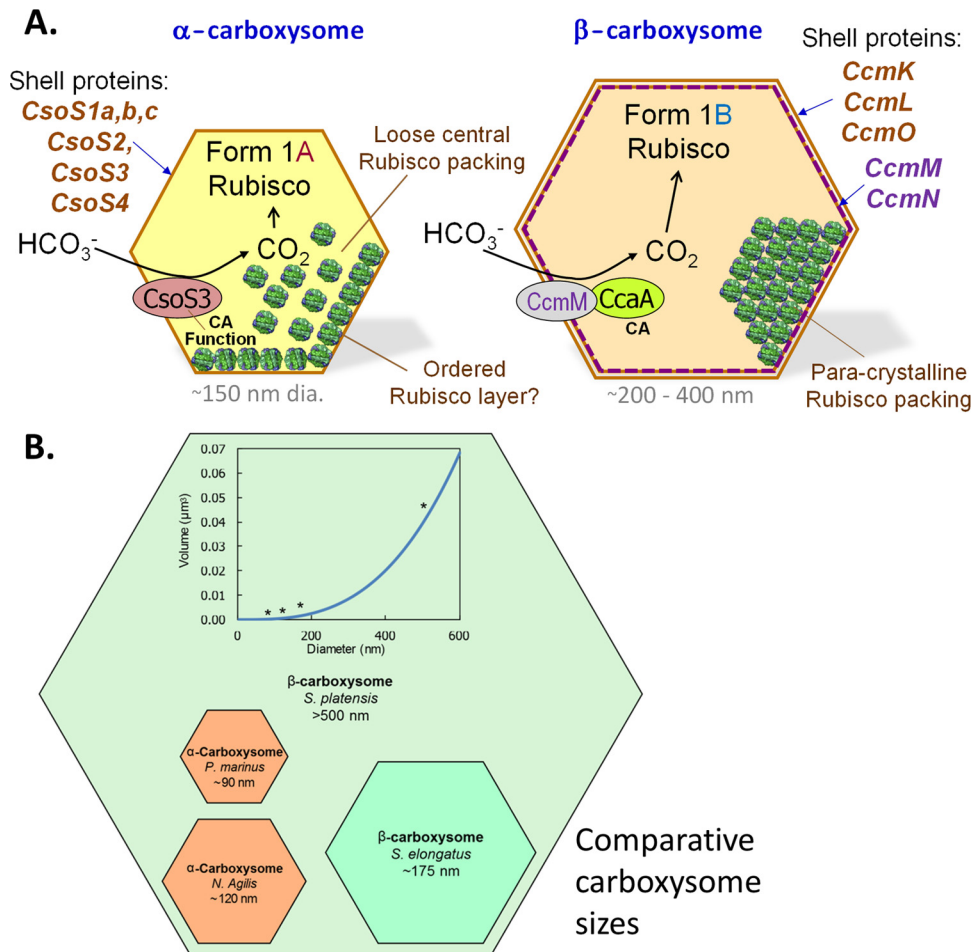 A.
α-carboxysome
Shell proteins:
CsoS1a,b,c
CsoS2,
CsoS3
CsoS4
Form 1A
Rubisco
Loose central
Rubisco packing
HCO3-
CO2
CsoS3
CA
Function
Ordered
Rubisco layer?
~150 nm dia.
β-carboxysome
Shell proteins:
CcmK
CcmL
CcmO
CcmM
CcmN
Form 1B
Rubisco
HCO3-
CO2
CcmM
CcaA
CA
Para-crystalline
Rubisco packing
~200 - 400 nm
B.
Volume (µm³)
0.07
0.06
0.05
0.04
0.03
0.02
0.01
0.00
* * * *
0 200 400 600
Diameter (nm)
β-carboxysome
S. platensis
>500 nm
α-Carboxysome
P. marinus
~90 nm
α-Carboxysome
N. Agilis
~120 nm
β-carboxysome
S. elongatus
~175 nm
Comparative
carboxysome
sizes